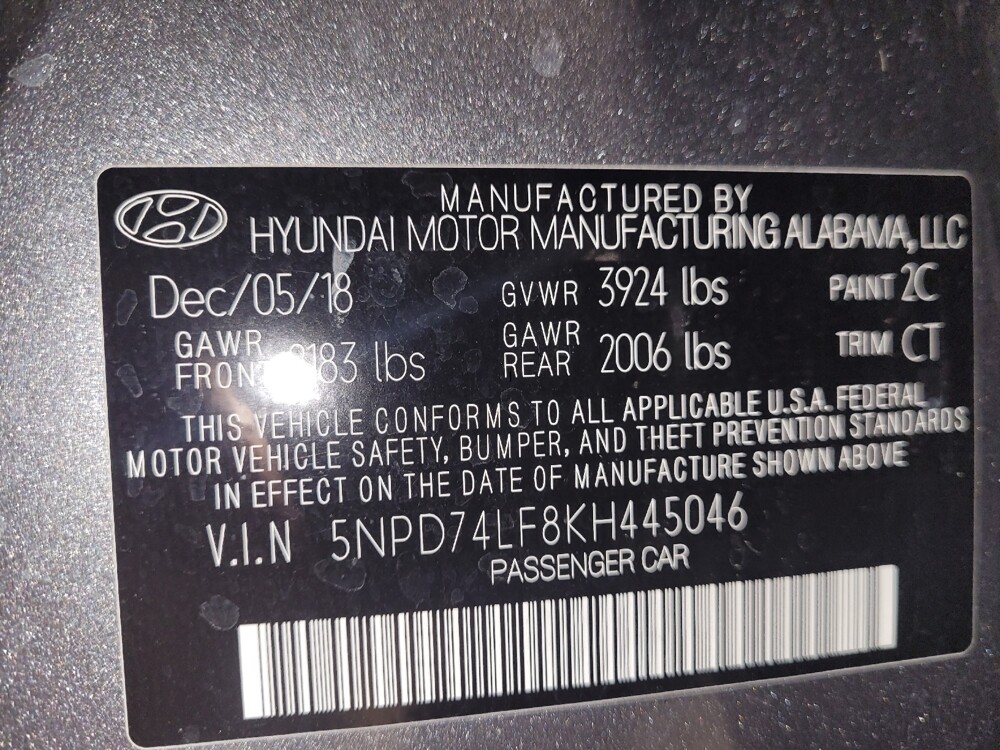 MANUFACTURED BY
HYUNDAI MOTOR MANUFACTURING ALABAMA, LLC
Dec/05/18 GVWR 3924 lbs PAINT 2C
GAWR FRONT lbs GAWR REAR 2006 lbs TRIM CT
THIS VEHICLE CONFORMS TO ALL APPLICABLE U.S.A. FEDERAL
MOTOR VEHICLE SAFETY, BUMPER, AND THEFT PREVENTION STANDARDS
IN EFFECT ON THE DATE OF MANUFACTURE SHOWN ABOVE
V.I.N 5NPD74LF8KH445046
PASSENGER CAR